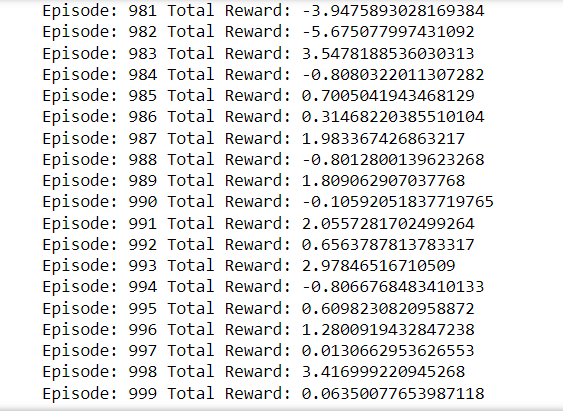 Episode: 981 Total Reward: -3.9475893028169384
Episode: 982 Total Reward: -5.675077997431092
Episode: 983 Total Reward: 3.5478188536030313
Episode: 984 Total Reward: -0.8080322011307282
Episode: 985 Total Reward: 0.7005041943468129
Episode: 986 Total Reward: 0.31468220385510104
Episode: 987 Total Reward: 1.983367426863217
Episode: 988 Total Reward: -0.8012800139623268
Episode: 989 Total Reward: 1.809062907037768
Episode: 990 Total Reward: -0.10592051837719765
Episode: 991 Total Reward: 2.0557281702499264
Episode: 992 Total Reward: 0.6563787813783317
Episode: 993 Total Reward: 2.97846516710509
Episode: 994 Total Reward: -0.8066768483410133
Episode: 995 Total Reward: 0.6098230820958872
Episode: 996 Total Reward: 1.2800919432847238
Episode: 997 Total Reward: 0.0130662953626553
Episode: 998 Total Reward: 3.416999220945268
Episode: 999 Total Reward: 0.06350077653987118